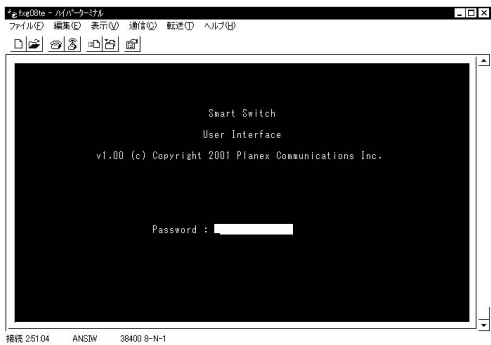 fxg08te - ハイパーターミナル
ファイル(F) 編集(E) 表示(V) 通信(C) 転送(T) ヘルプ(H)
Smart Switch
User Interface
v1.00 (c) Copyright 2001 Planex Communications Inc.
Password :
接続 2:51:04 ANSIW 38400 8-N-1